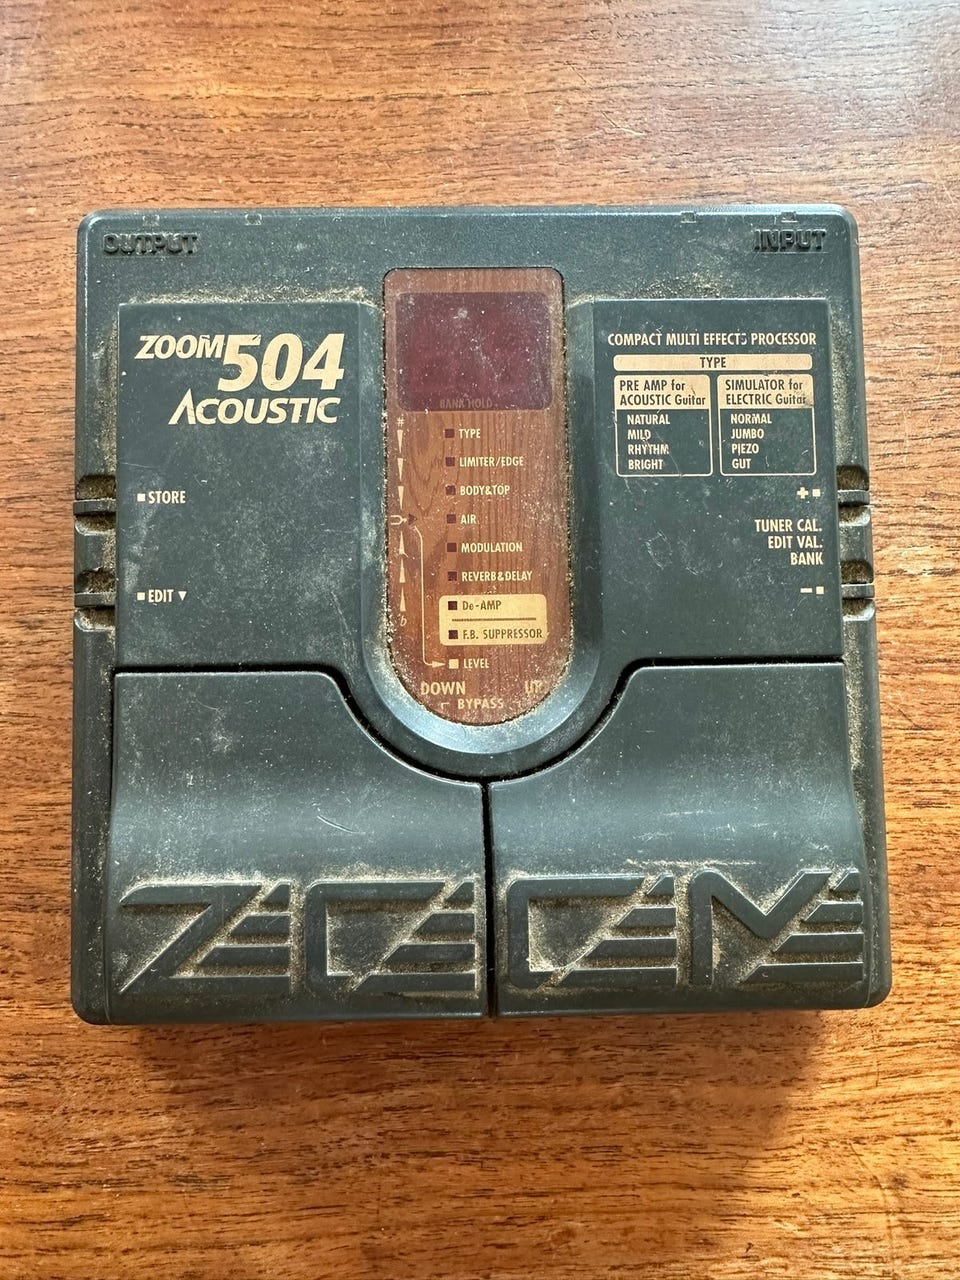 OUTPUT
INPUT
ZOOM 504
ACOUSTIC
COMPACT MULTI EFFECTS PROCESSOR
TYPE
PRE AMP for
ACOUSTIC Guitar
NATURAL
MILD
RHYTHM
BRIGHT
SIMULATOR for
ELECTRIC Guitar
NORMAL
JUMBO
PIEZO
GUT
BANK HOLD
#
TYPE
LIMITER/EDGE
BODY&TOP
AIR
MODULATION
REVERB&DELAY
De-AMP
F.B. SUPPRESSOR
b
LEVEL
DOWN UP
BYPASS
STORE
EDIT ▼
+
TUNER CAL.
EDIT VAL.
BANK
−
ZOOM